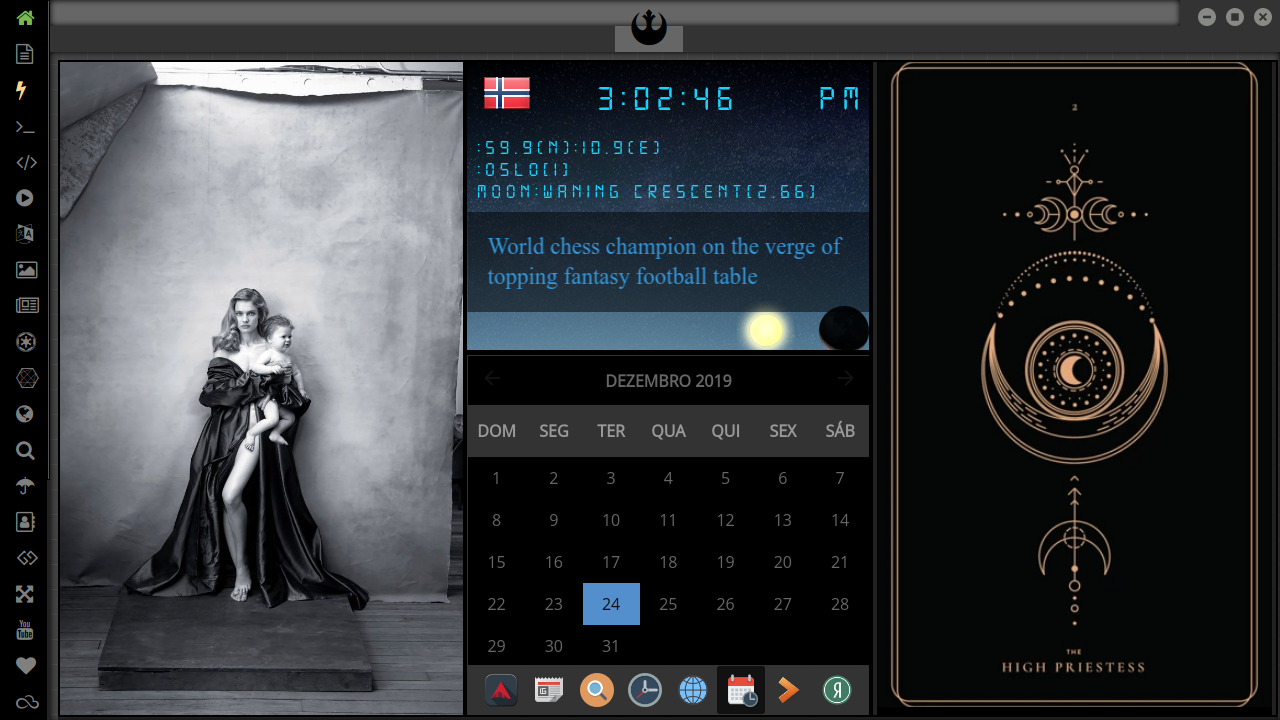 3:02:46 PM
:59.9(N):10.9(E)
:OSLO(1)
MOON:WANING CRESCENT(2.66)
World chess champion on the verge of
topping fantasy football table
DEZEMBRO 2019
DOM SEG TER QUA QUI SEX SÁB
1 2 3 4 5 6 7
8 9 10 11 12 13 14
15 16 17 18 19 20 21
22 23 24 25 26 27 28
29 30 31
2
THE
HIGH PRIESTESS
You
Tube
Я